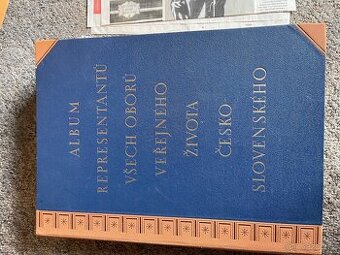 ALBUM
REPRESENTANTŮ
VŠECH OBORŮ
VEŘEJNÉHO
ŽIVOTA
ČESKO
SLOVENSKÉHO